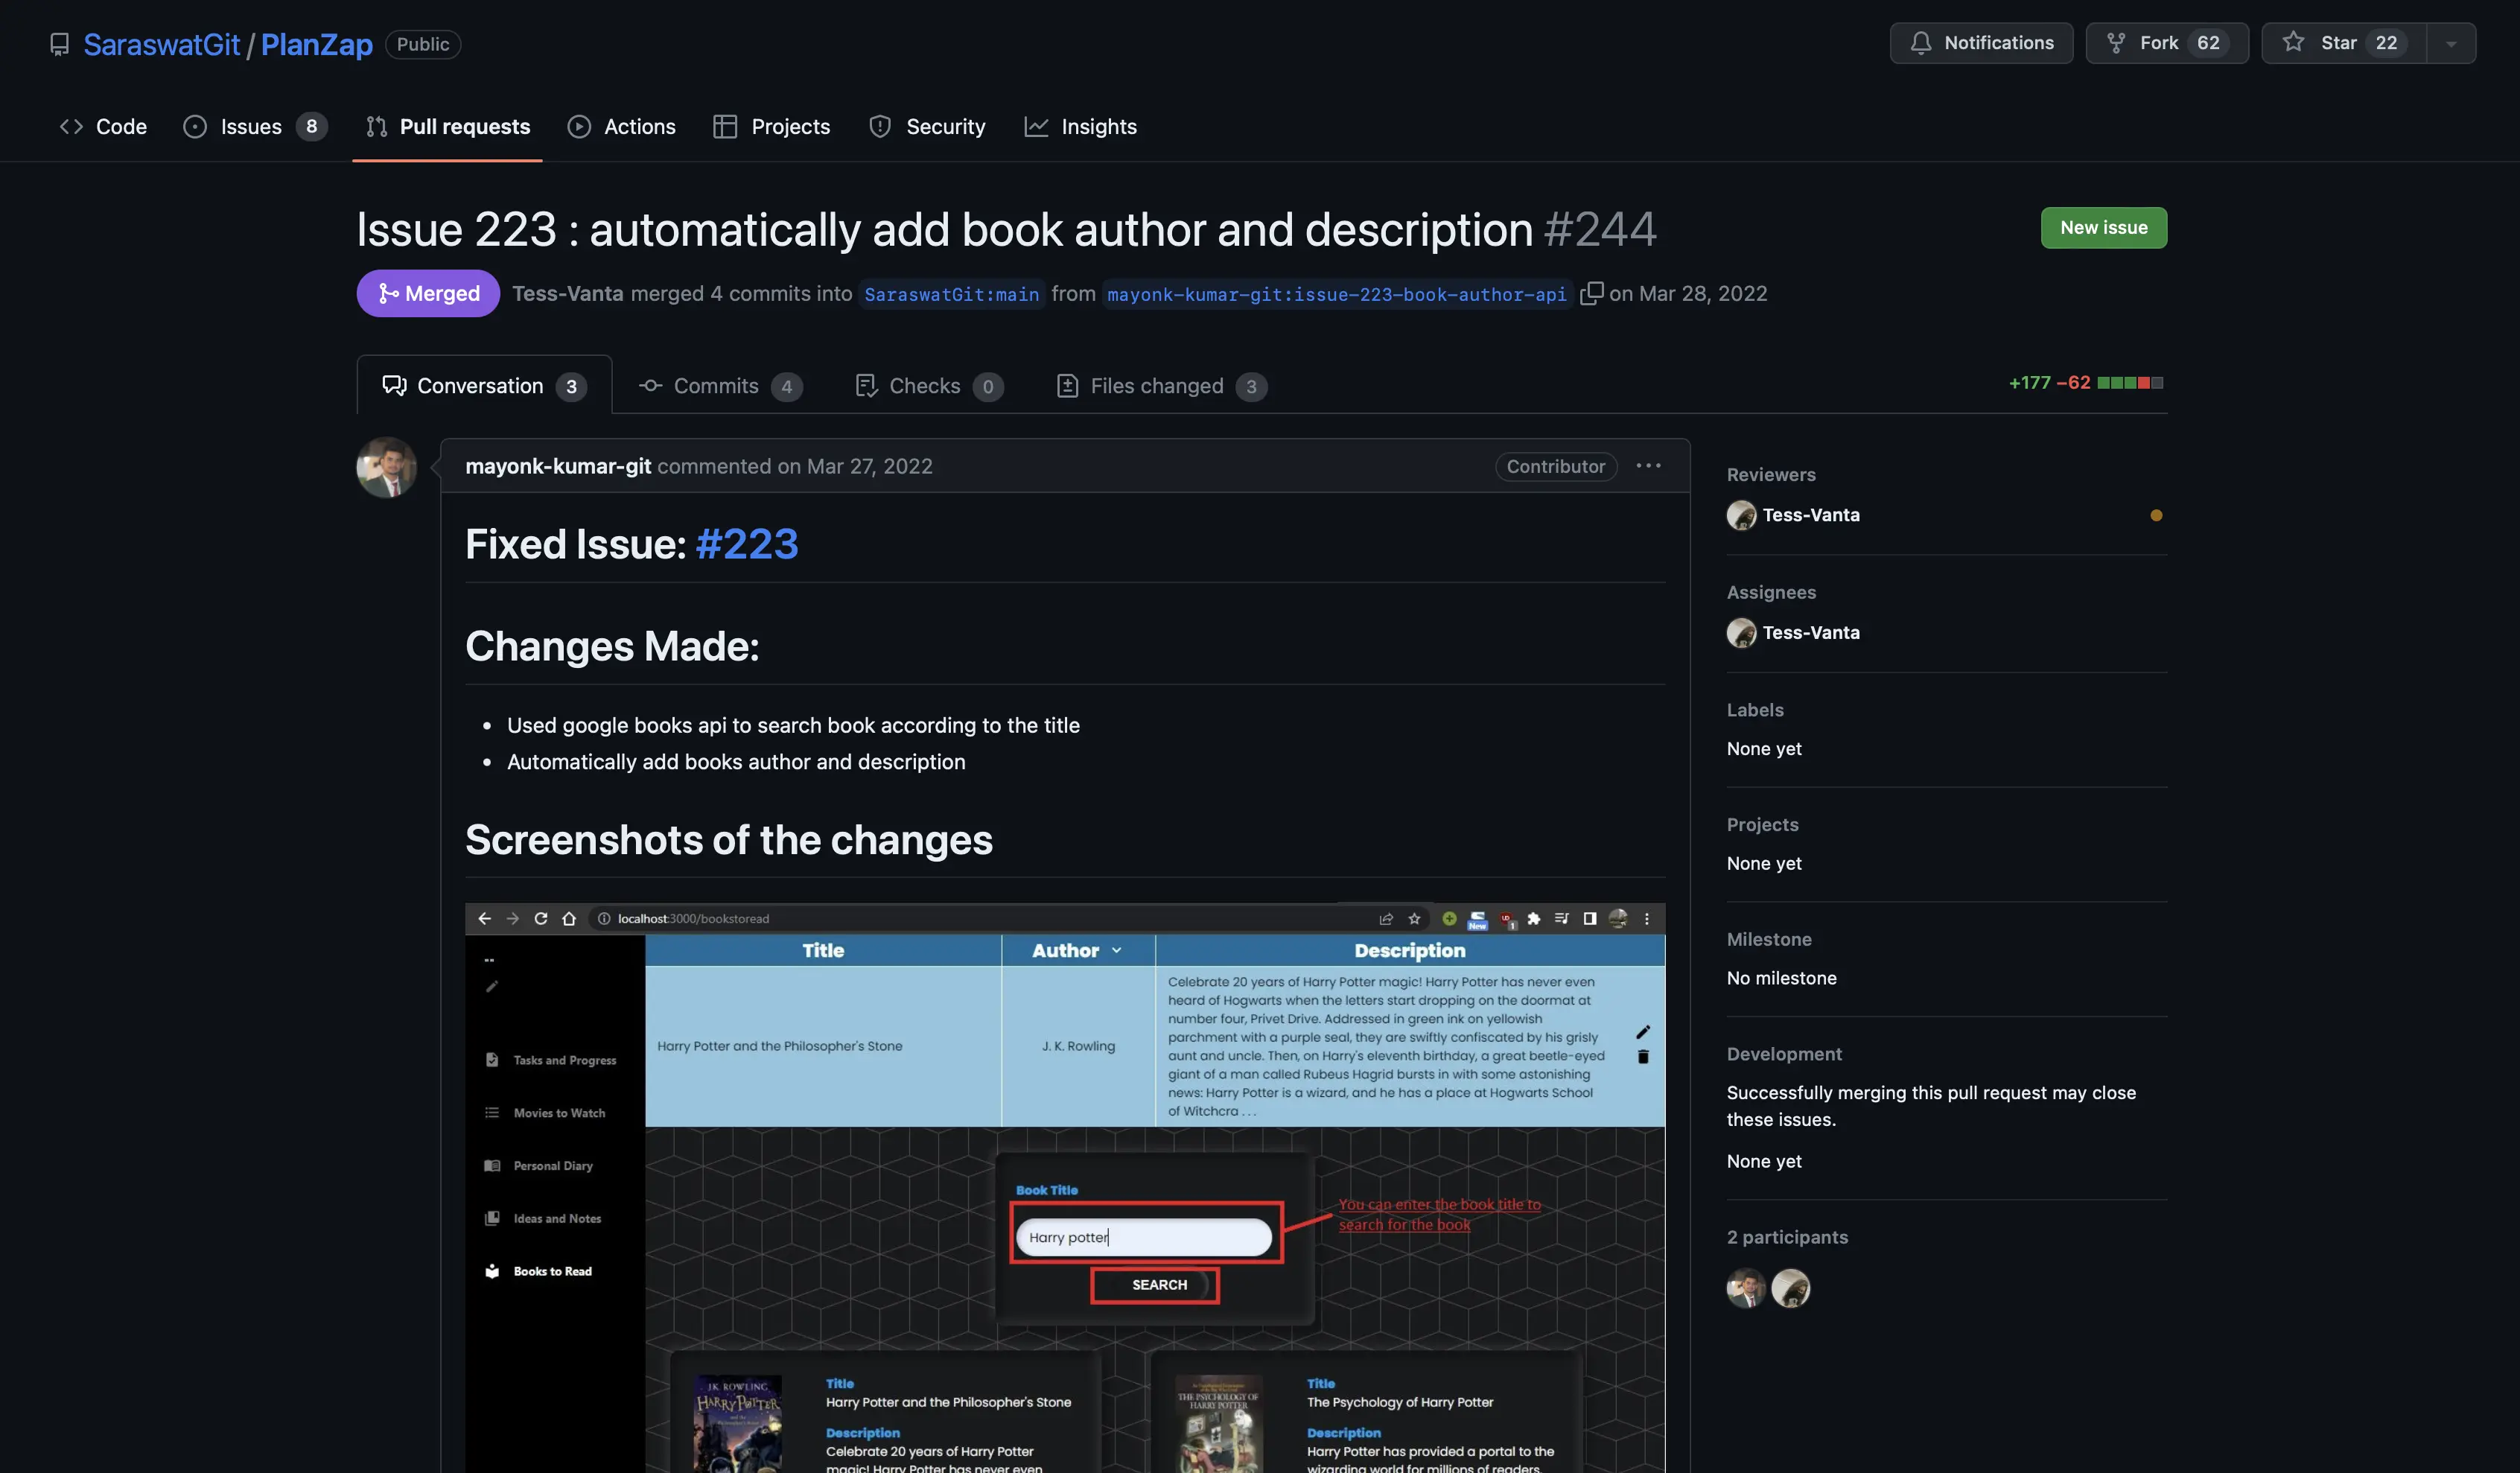 SaraswatGit / PlanZap Public
Notifications Fork 62 Star 22
Code Issues 8 Pull requests Actions Projects Security Insights
Issue 223 : automatically add book author and description #244
New issue
Merged Tess-Vanta merged 4 commits into SaraswatGit:main from mayonk-kumar-git:issue-223-book-author-api on Mar 28, 2022
Conversation 3 Commits 4 Checks 0 Files changed 3
+177 −62
mayonk-kumar-git commented on Mar 27, 2022
Contributor
Fixed Issue: #223
Changes Made:
Used google books api to search book according to the title
Automatically add books author and description
Screenshots of the changes
localhost:3000/bookstoread
New
1
--
Tasks and Progress
Movies to Watch
Personal Diary
Ideas and Notes
Books to Read
Title Author Description
Harry Potter and the Philosopher's Stone
J. K. Rowling
Celebrate 20 years of Harry Potter magic! Harry Potter has never even
heard of Hogwarts when the letters start dropping on the doormat at
number four, Privet Drive. Addressed in green ink on yellowish
parchment with a purple seal, they are swiftly confiscated by his grisly
aunt and uncle. Then, on Harry's eleventh birthday, a great beetle-eyed
giant of a man called Rubeus Hagrid bursts in with some astonishing
news: Harry Potter is a wizard, and he has a place at Hogwarts School
of Witchcra . . .
Book Title
Harry potter
SEARCH
You can enter the book title to
search for the book
J.K. ROWLING
HARRY POTTER
Title
Harry Potter and the Philosopher's Stone
Description
Celebrate 20 years of Harry Potter
magic! Harry Potter has never even
THE PSYCHOLOGY OF
HARRY POTTER
Title
The Psychology of Harry Potter
Description
Harry Potter has provided a portal to the
wizarding world for millions of readers,
Reviewers
Tess-Vanta
Assignees
Tess-Vanta
Labels
None yet
Projects
None yet
Milestone
No milestone
Development
Successfully merging this pull request may close
these issues.
None yet
2 participants